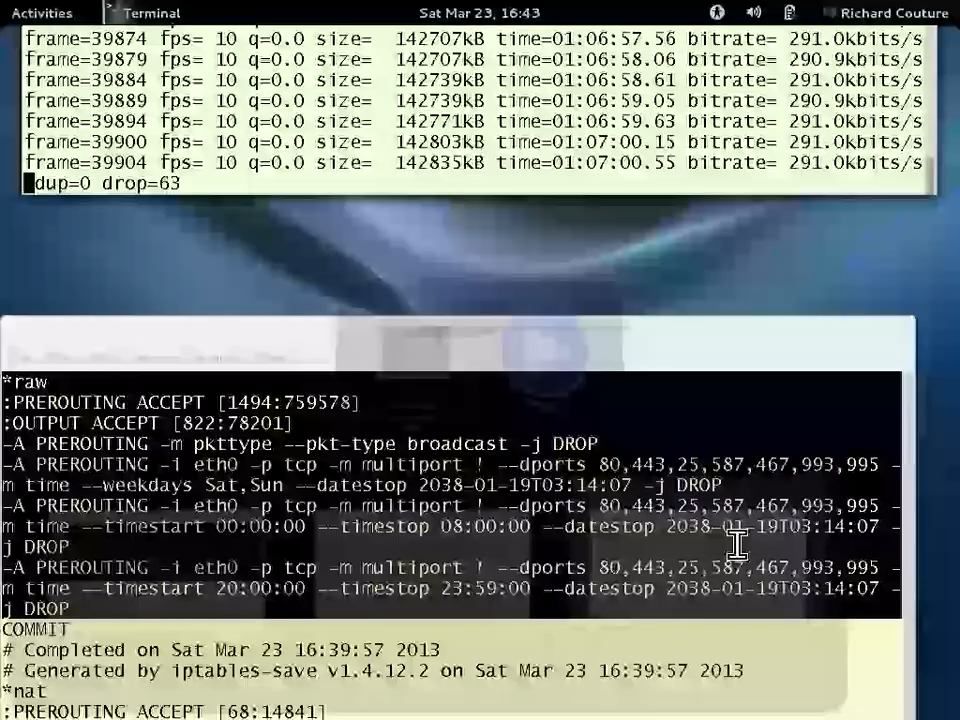 Activities Terminal Sat Mar 23, 16:43 Richard Couture
frame=39874 fps= 10 q=0.0 size= 142707kB time=01:06:57.56 bitrate= 291.0kbits/s
frame=39879 fps= 10 q=0.0 size= 142707kB time=01:06:58.06 bitrate= 290.9kbits/s
frame=39884 fps= 10 q=0.0 size= 142739kB time=01:06:58.61 bitrate= 291.0kbits/s
frame=39889 fps= 10 q=0.0 size= 142739kB time=01:06:59.05 bitrate= 290.9kbits/s
frame=39894 fps= 10 q=0.0 size= 142771kB time=01:06:59.63 bitrate= 291.0kbits/s
frame=39900 fps= 10 q=0.0 size= 142803kB time=01:07:00.15 bitrate= 291.0kbits/s
frame=39904 fps= 10 q=0.0 size= 142835kB time=01:07:00.55 bitrate= 291.0kbits/s
dup=0 drop=63
*raw
:PREROUTING ACCEPT [1494:759578]
:OUTPUT ACCEPT [822:78201]
-A PREROUTING -m pkttype --pkt-type broadcast -j DROP
-A PREROUTING -i eth0 -p tcp -m multiport ! --dports 80,443,25,587,467,993,995 -
m time --weekdays Sat,Sun --datestop 2038-01-19T03:14:07 -j DROP
-A PREROUTING -i eth0 -p tcp -m multiport ! --dports 80,443,25,587,467,993,995 -
m time --timestart 00:00:00 --timestop 08:00:00 --datestop 2038-01-19T03:14:07 -
j DROP
-A PREROUTING -i eth0 -p tcp -m multiport ! --dports 80,443,25,587,467,993,995 -
m time --timestart 20:00:00 --timestop 23:59:00 --datestop 2038-01-19T03:14:07 -
j DROP
COMMIT
# Completed on Sat Mar 23 16:39:57 2013
# Generated by iptables-save v1.4.12.2 on Sat Mar 23 16:39:57 2013
*nat
:PREROUTING ACCEPT [68:14841]